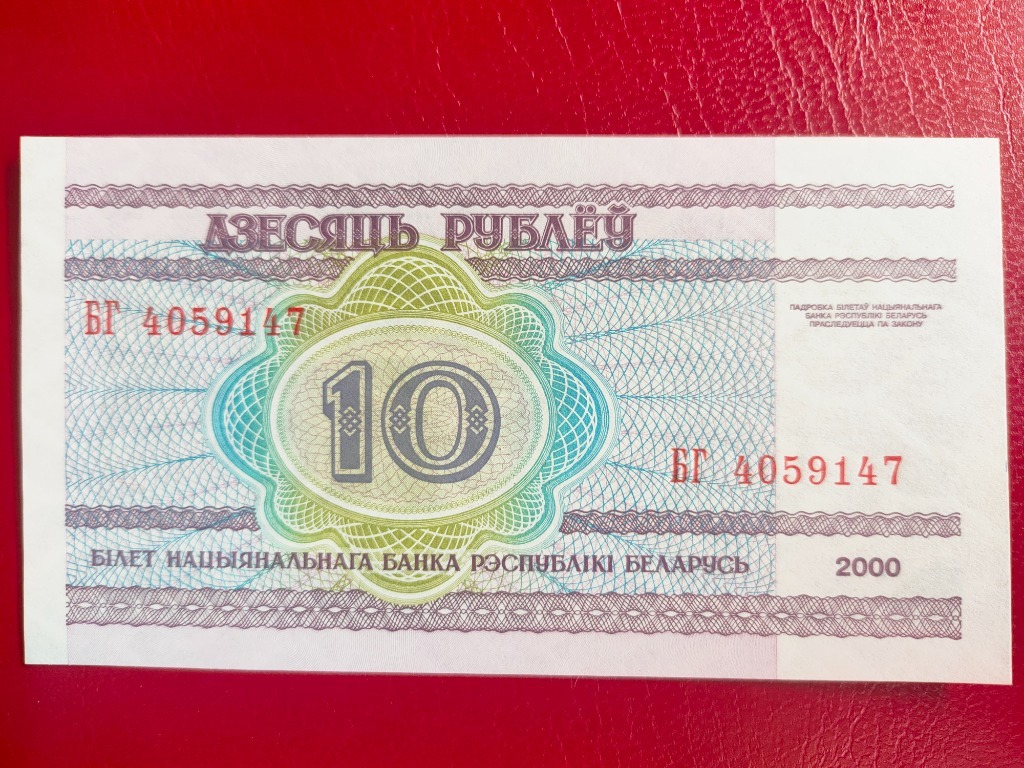 ДЗЕСЯЦЬ РУБЛЁЎ
БГ 4059147
ПАДРОБКА БІЛЕТАЎ НАЦЫЯНАЛЬНАГА
БАНКА РЭСПУБЛІКІ БЕЛАРУСЬ
ПРАСЛЕДУЕЦЦА ПА ЗАКОНУ
10
БГ 4059147
БІЛЕТ НАЦЫЯНАЛЬНАГА БАНКА РЭСПУБЛІКІ БЕЛАРУСЬ
2000